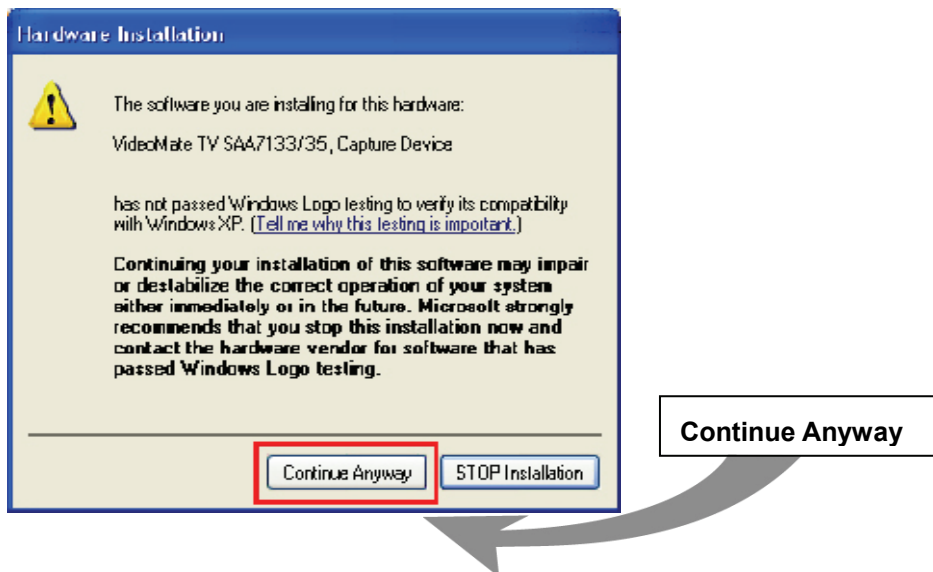 Hardware Installation
The software you are installing for this hardware:
VideoMate TV SAA7133/35, Capture Device
has not passed Windows Logo testing to verify its compatibility
with Windows XP. (Tell me why this testing is important.)
Continuing your installation of this software may impair
or destabilize the correct operation of your system
either immediately or in the future. Microsoft strongly
recommends that you stop this installation now and
contact the hardware vendor for software that has
passed Windows Logo testing.
Continue Anyway
Continue Anyway
STOP Installation